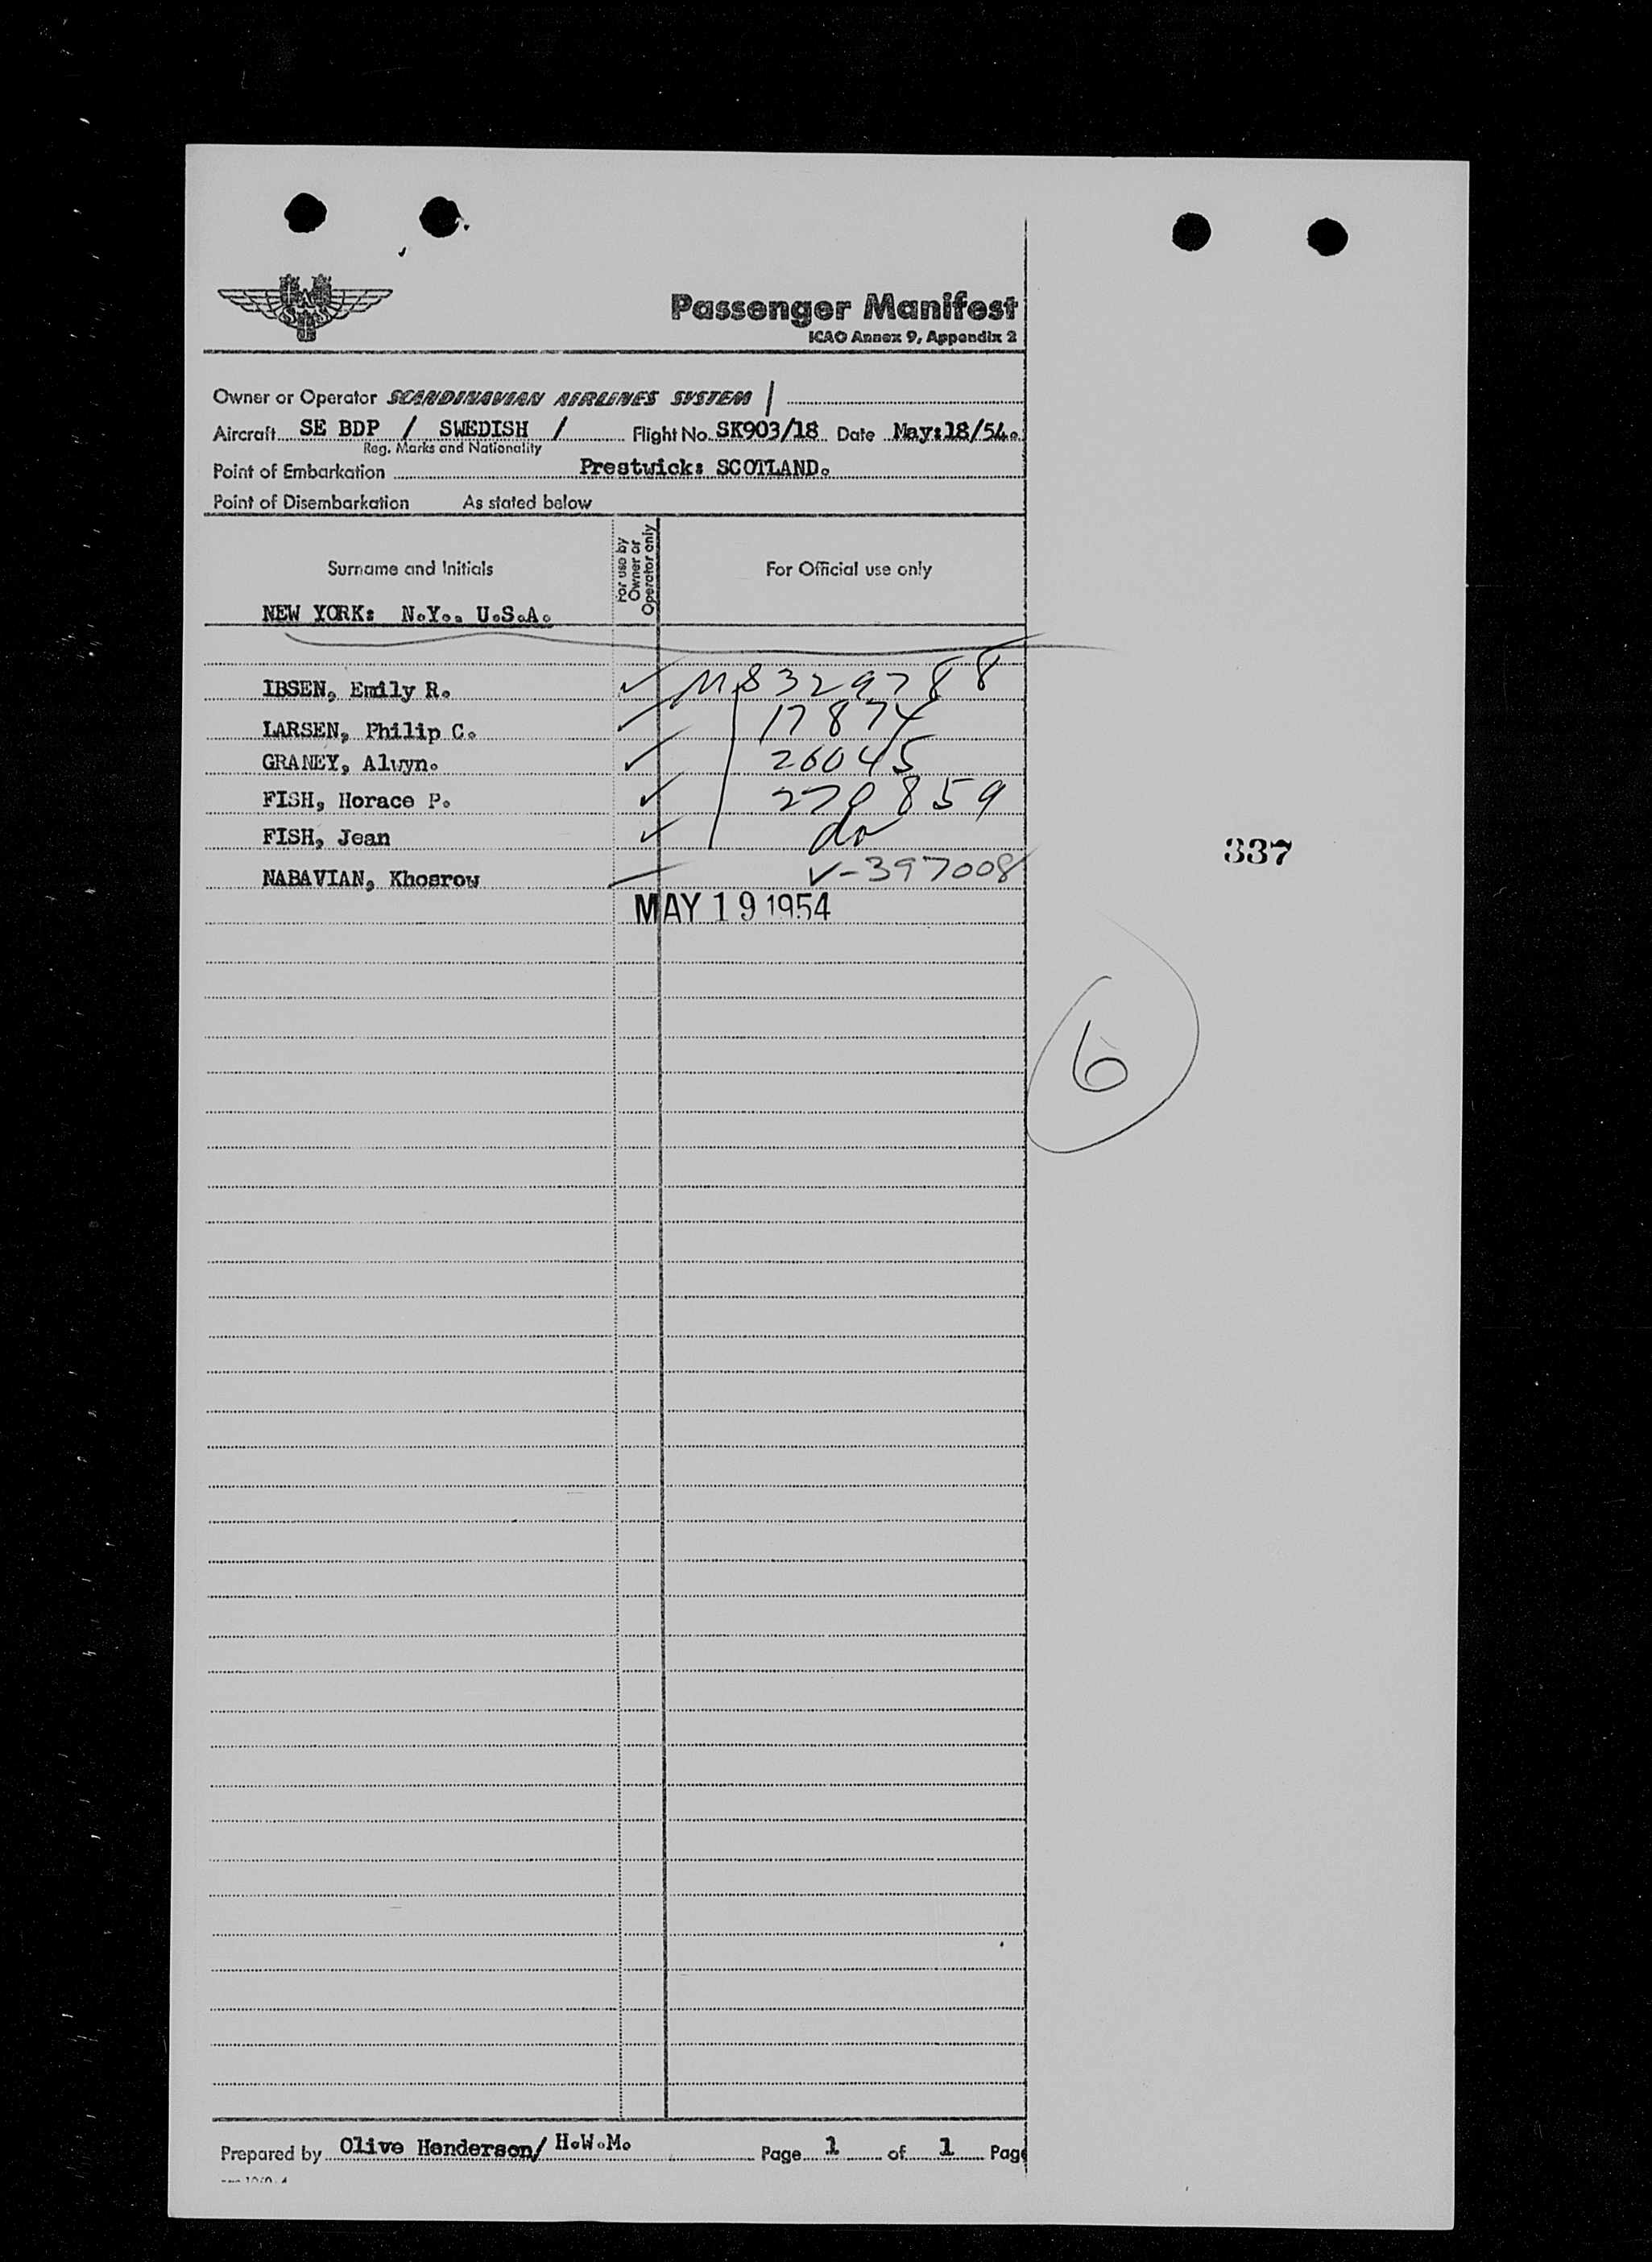 Passenger Manifest
ICAO Annex 9, Appendix 2
Owner or Operator SCANDINAVIAN AIRLINES SYSTEM /
Aircraft SE BDP / SWEDISH / Flight No. SK903/18 Date May:18/54.
Reg. Marks and Nationality
Point of Embarkation Prestwick: SCOTLAND.
Point of Disembarkation As stated below
Surname and Initials For use by Owner or Operator only For Official use only
NEW YORK: N.Y.. U.S.A.
IBSEN, Emily R. ✓ 8329788
LARSEN, Philip C. ✓ 17874
GRANEY, Alwyn. ✓ 26045
FISH, Horace P. ✓ 270859
FISH, Jean ✓ do
337
NABAVIAN, Khosrow V-397008
MAY 19 1954
6
Prepared by Olive Henderson/ H.W.M. Page 1 of 1 Page